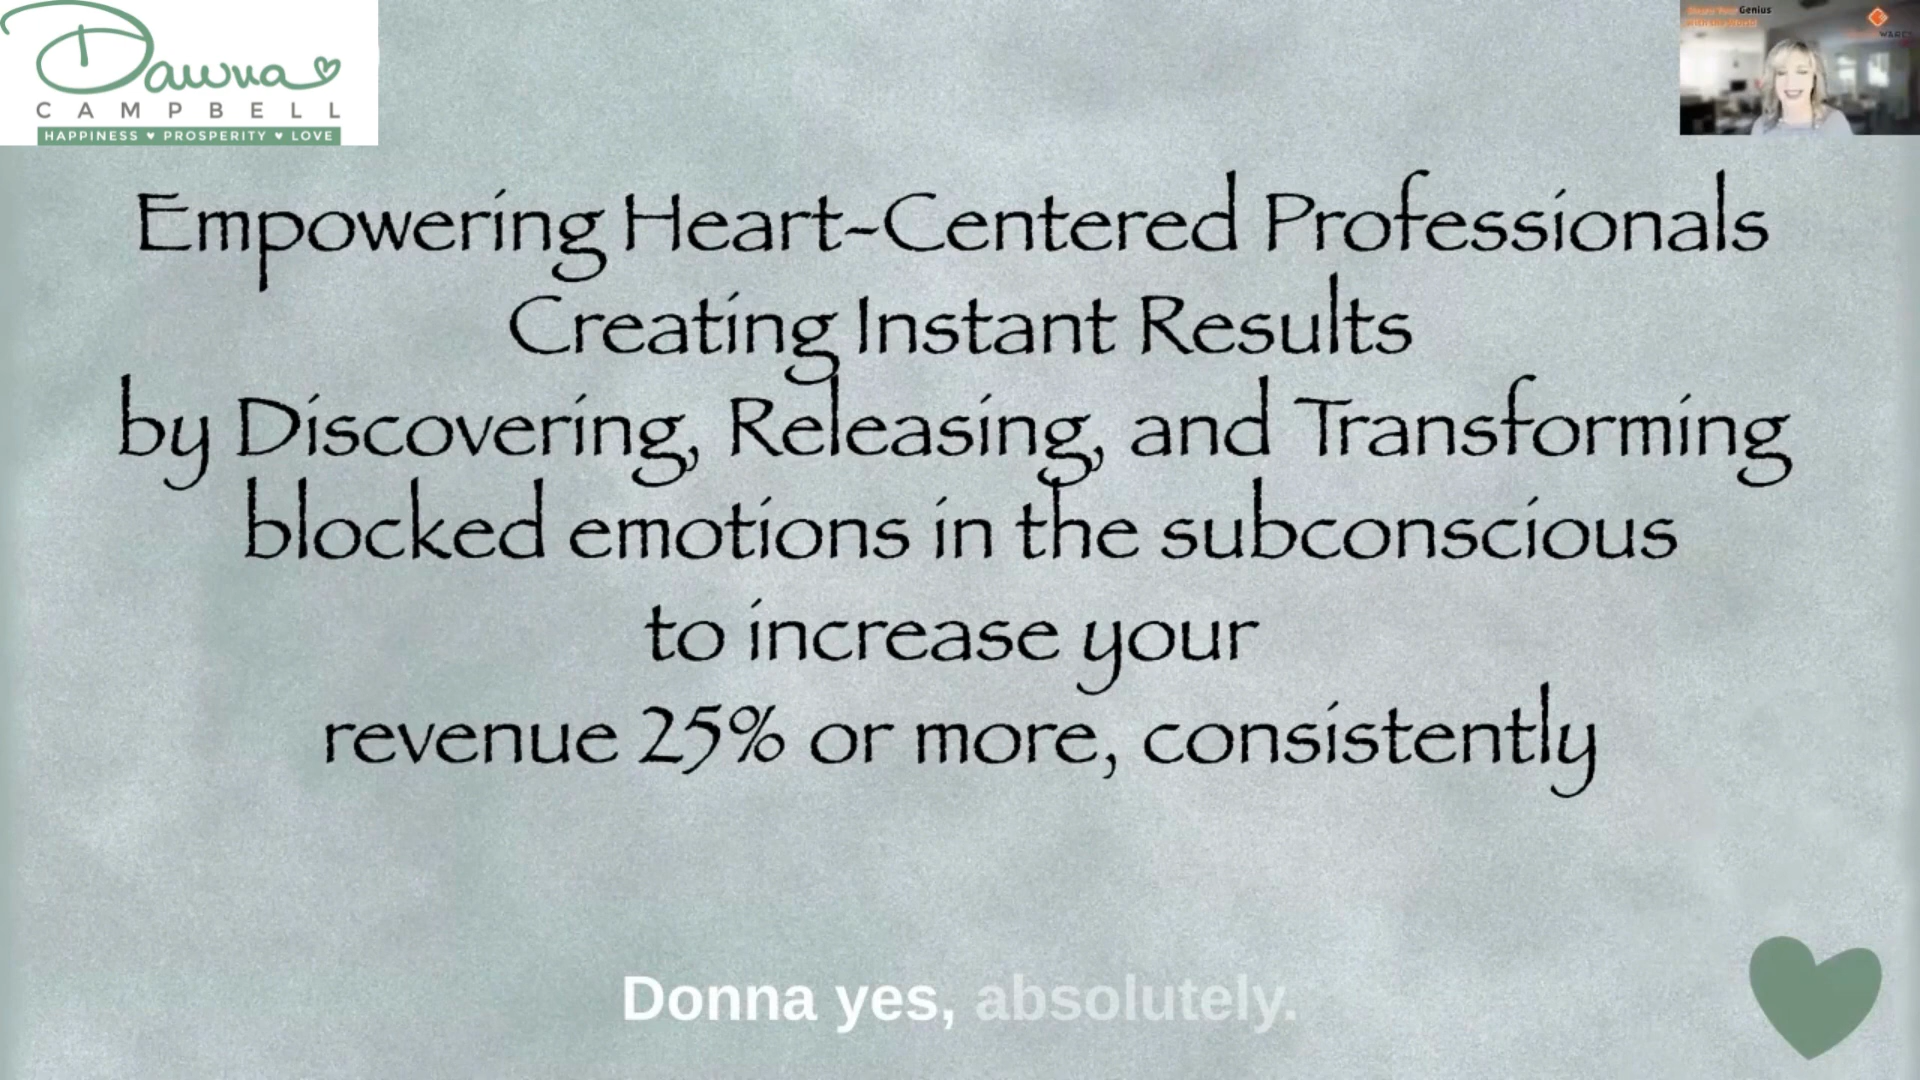 Dawna
CAMPBELL
HAPPINESS ♥ PROSPERITY ♥ LOVE
Genius
Empowering Heart-Centered Professionals
Creating Instant Results
by Discovering, Releasing, and Transforming
blocked emotions in the subconscious
to increase your
revenue 25% or more, consistently
Donna yes, absolutely.